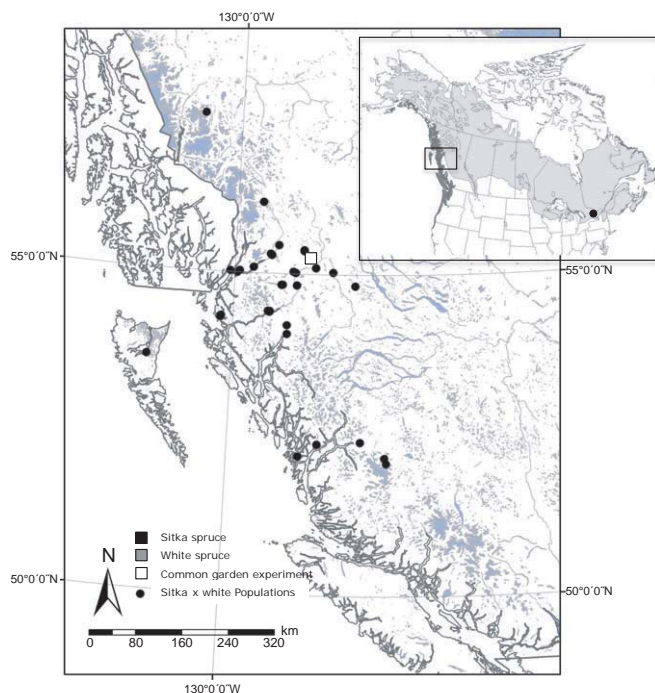 130°0´0˝W
55°0´0˝N
55°0´0˝N
Sitka spruce
White spruce
Common garden experiment
Sitka x white Populations
N
50°0´0˝N
50°0´0˝N
km
0 40 80 160 240 320
130°0´0˝W